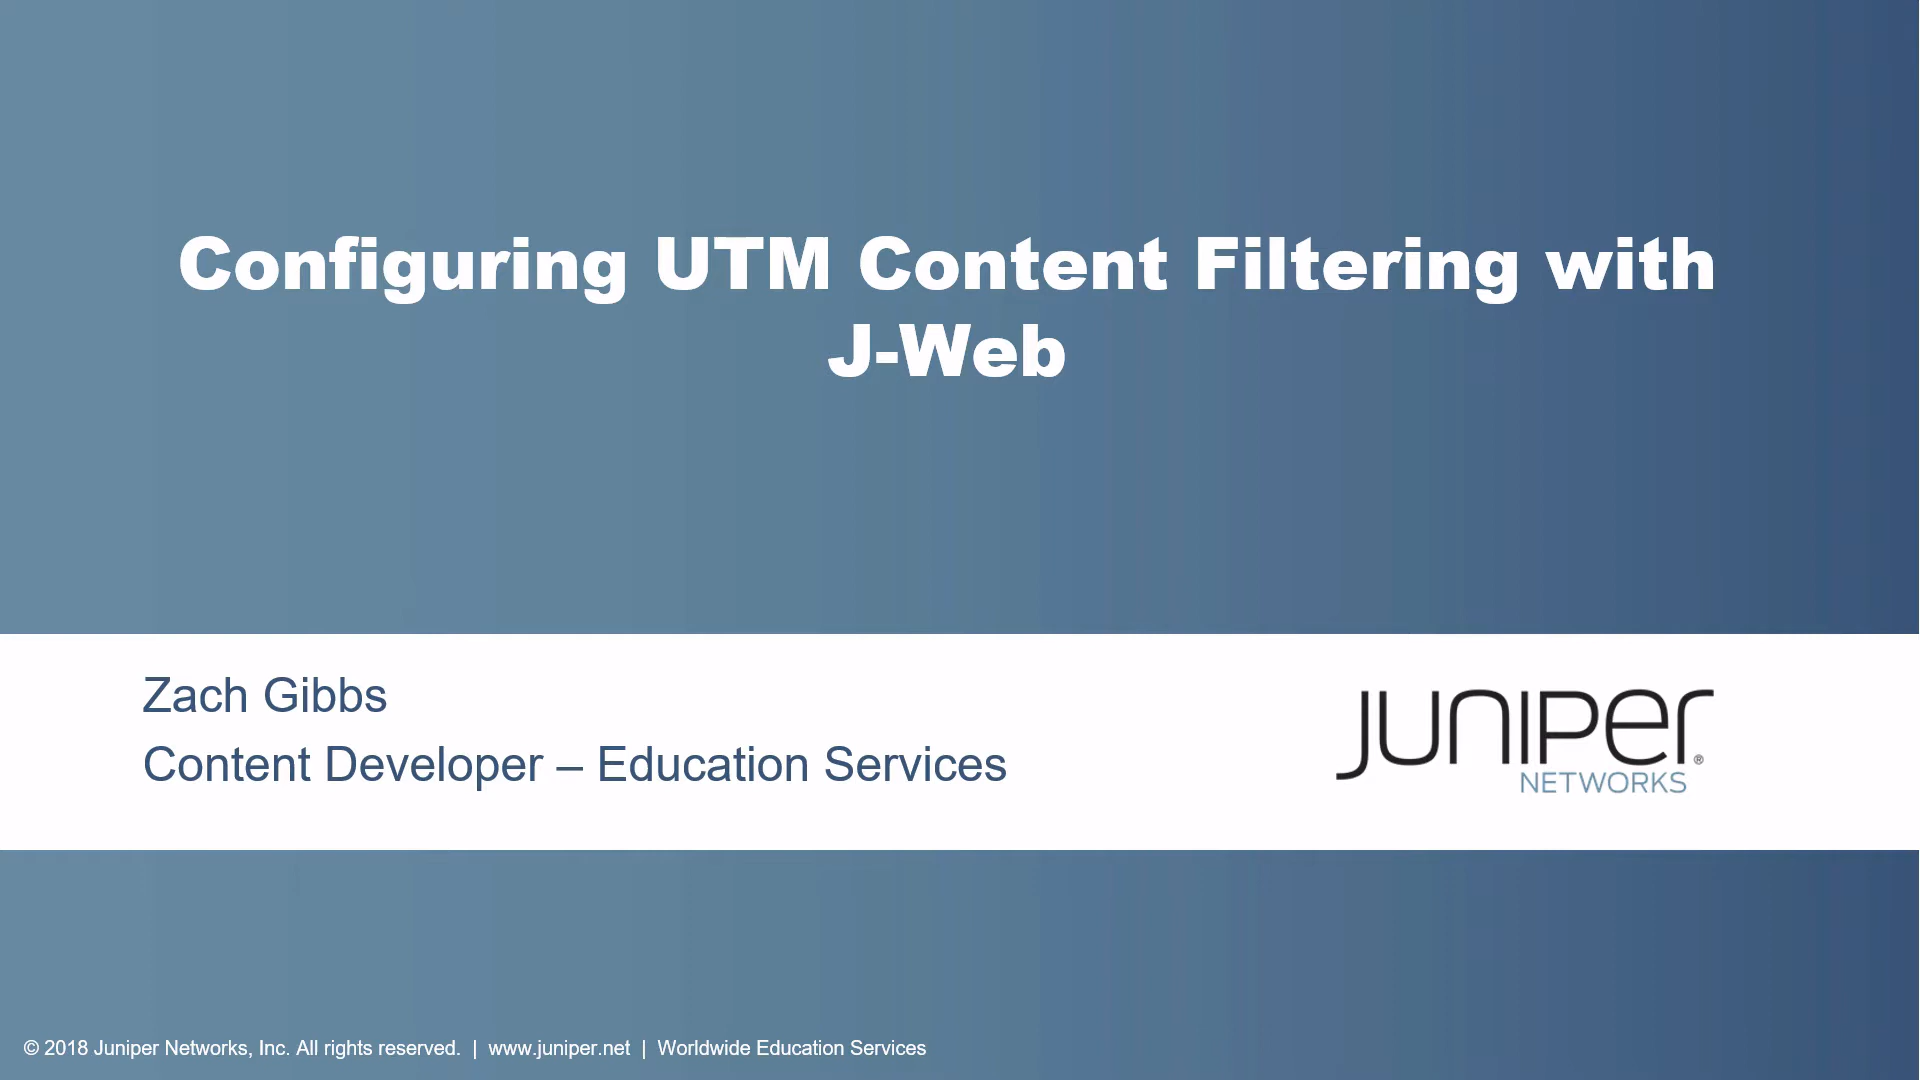 Configuring UTM Content Filtering with
J-Web
Zach Gibbs
Content Developer – Education Services
JUNIPER®
NETWORKS
© 2018 Juniper Networks, Inc. All rights reserved. | www.juniper.net | Worldwide Education Services